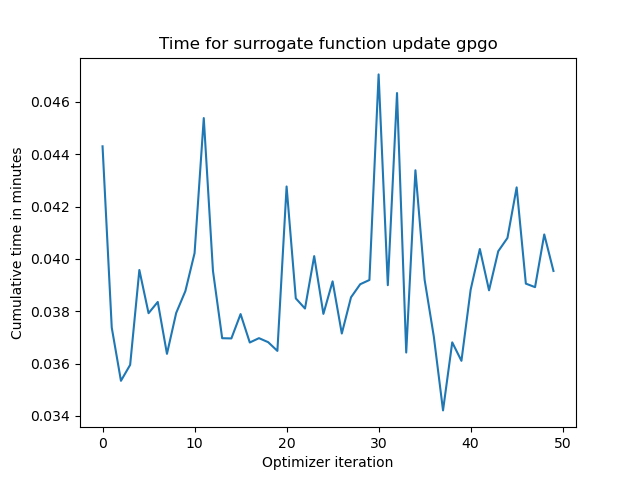 Time for surrogate function update gpgo
Cumulative time in minutes
0.046
0.044
0.042
0.040
0.038
0.036
0.034
0 10 20 30 40 50
Optimizer iteration